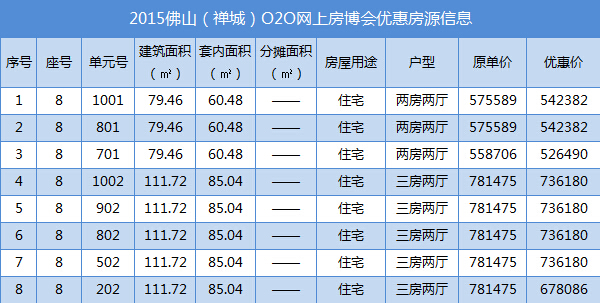 2015佛山（禅城）O2O网上房博会优惠房源信息
序号 座号 单元号 建筑面积（㎡） 套内面积（㎡） 分摊面积（㎡） 房屋用途 户型 原单价 优惠价
1 8 1001 79.46 60.48 —— 住宅 两房两厅 575589 542382
2 8 801 79.46 60.48 —— 住宅 两房两厅 575589 542382
3 8 701 79.46 60.48 —— 住宅 两房两厅 558706 526490
4 8 1002 111.72 85.04 —— 住宅 三房两厅 781475 736180
5 8 902 111.72 85.04 —— 住宅 三房两厅 781475 736180
6 8 802 111.72 85.04 —— 住宅 三房两厅 781475 736180
7 8 502 111.72 85.04 —— 住宅 三房两厅 781475 736180
8 8 202 111.72 85.04 —— 住宅 三房两厅 781475 678086